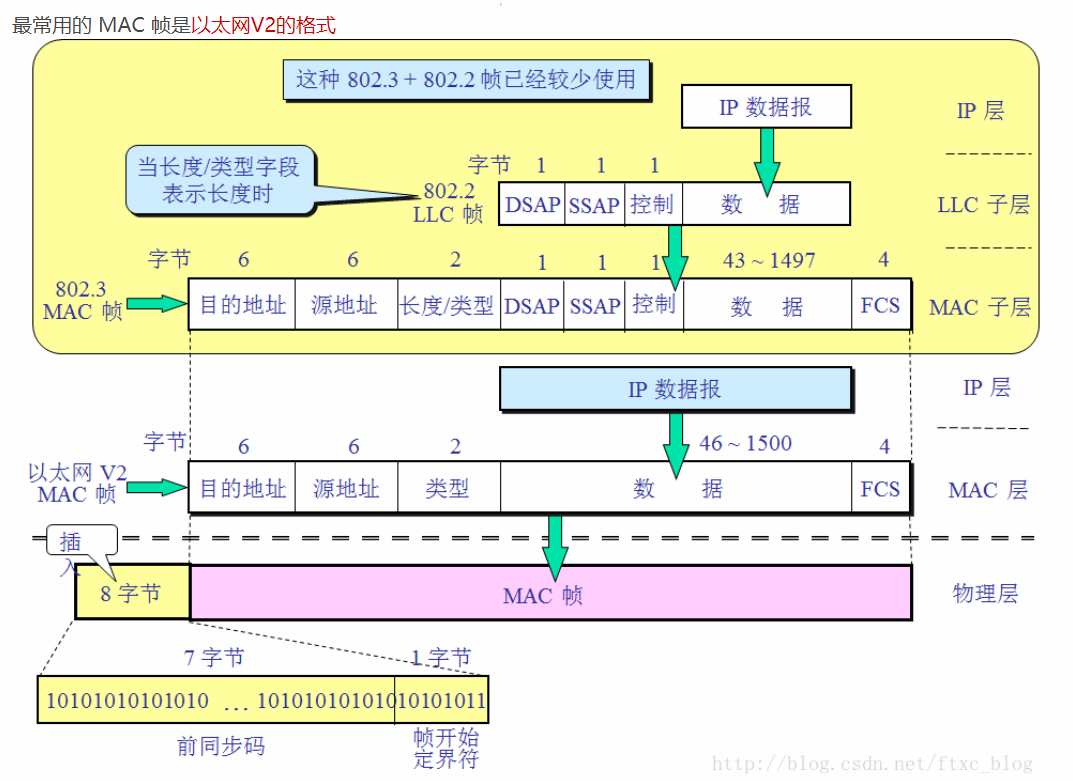 最常用的 MAC 帧是以太网V2的格式
这种 802.3 + 802.2 帧已经较少使用
IP 数据报
IP 层
当长度/类型字段
表示长度时
字节 1 1 1
802.2
LLC 帧
DSAP SSAP 控制 数 据
LLC 子层
字节 6 6 2 1 1 1 43 ~ 1497 4
802.3
MAC 帧
目的地址 源地址 长度/类型 DSAP SSAP 控制 数 据 FCS
MAC 子层
IP 数据报
IP 层
字节 6 6 2 46 ~ 1500 4
以太网 V2
MAC 帧
目的地址 源地址 类型 数 据 FCS
MAC 层
插
入
8 字节
MAC 帧
物理层
7 字节 1 字节
10101010101010 … 10101010101010101011
前同步码
帧开始
定界符
http://blog.csdn.net/ftxc_blog